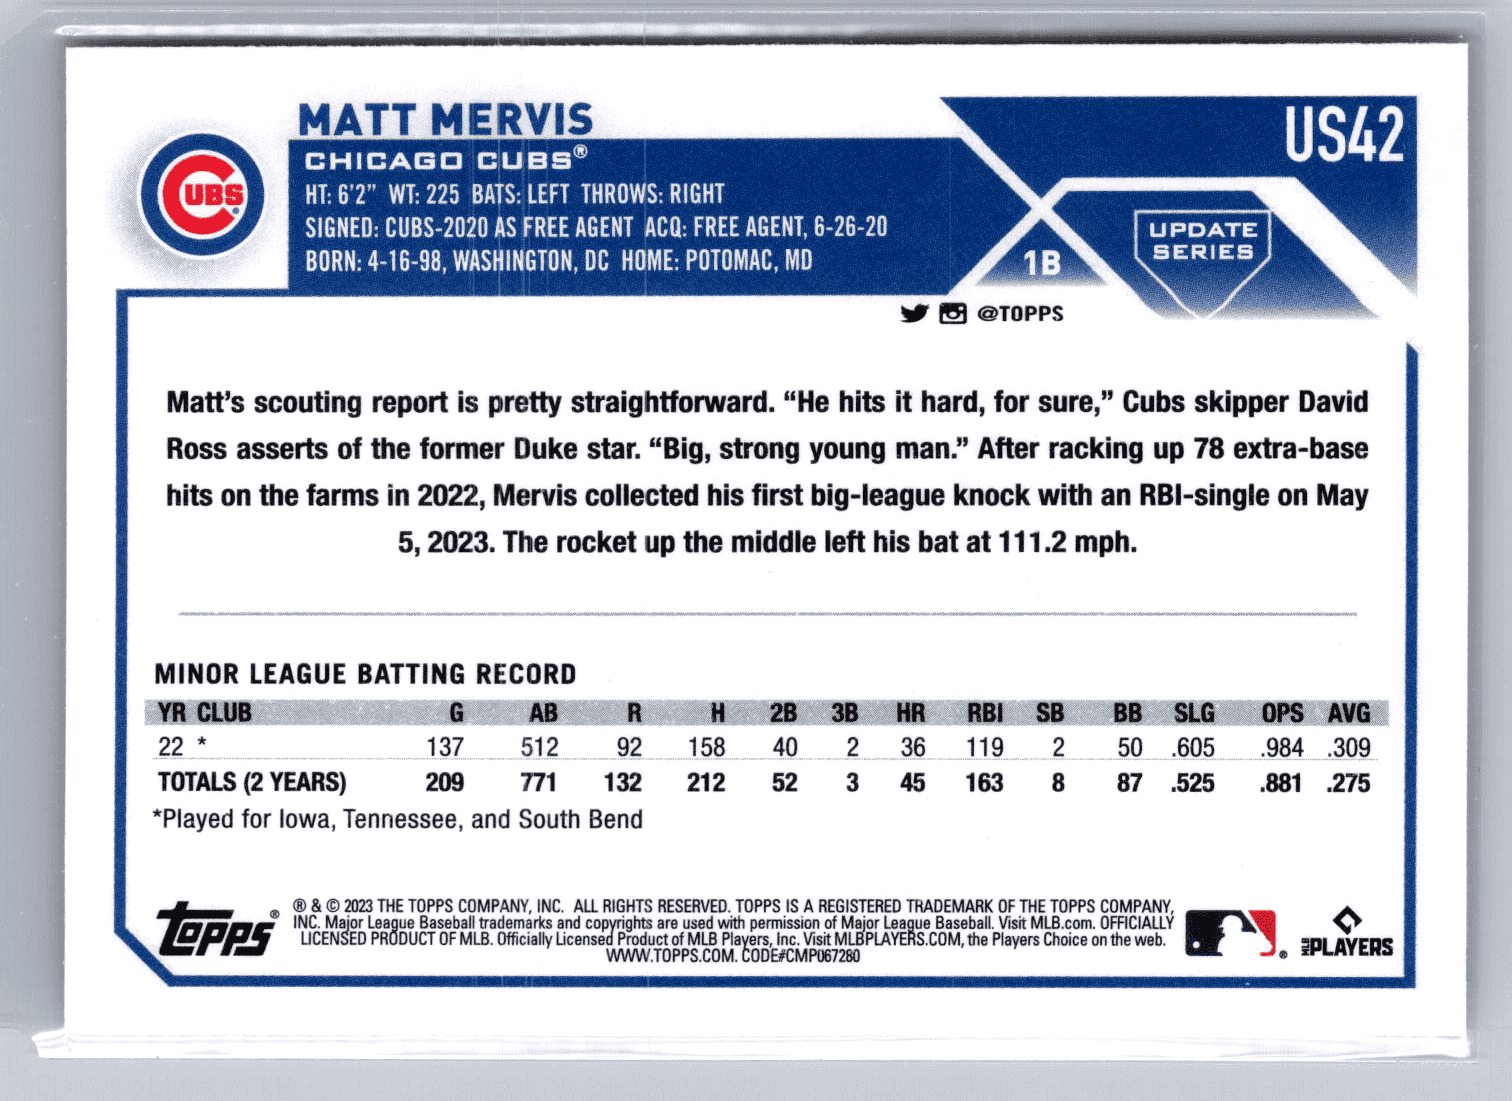 MATT MERVIS
US42
CHICAGO CUBS®
HT: 6'2” WT: 225 BATS: LEFT THROWS: RIGHT
SIGNED: CUBS-2020 AS FREE AGENT ACQ: FREE AGENT, 6-26-20
BORN: 4-16-98, WASHINGTON, DC HOME: POTOMAC, MD
CUBS®
1B
UPDATE
SERIES
@TOPPS
Matt’s scouting report is pretty straightforward. “He hits it hard, for sure,” Cubs skipper David
Ross asserts of the former Duke star. “Big, strong young man.” After racking up 78 extra-base
hits on the farms in 2022, Mervis collected his first big-league knock with an RBI-single on May
5, 2023. The rocket up the middle left his bat at 111.2 mph.
MINOR LEAGUE BATTING RECORD
YR CLUB G AB R H 2B 3B HR RBI SB BB SLG OPS AVG
22 * 137 512 92 158 40 2 36 119 2 50 .605 .984 .309
TOTALS (2 YEARS) 209 771 132 212 52 3 45 163 8 87 .525 .881 .275
*Played for Iowa, Tennessee, and South Bend
Topps®
® & © 2023 THE TOPPS COMPANY, INC. ALL RIGHTS RESERVED. TOPPS IS A REGISTERED TRADEMARK OF THE TOPPS COMPANY,
INC. Major League Baseball trademarks and copyrights are used with permission of Major League Baseball. Visit MLB.com. OFFICIALLY
LICENSED PRODUCT OF MLB. Officially Licensed Product of MLB Players, Inc. Visit MLBPLAYERS.COM, the Players Choice on the web.
WWW.TOPPS.COM. CODE#CMP067280
®
MLB PLAYERS